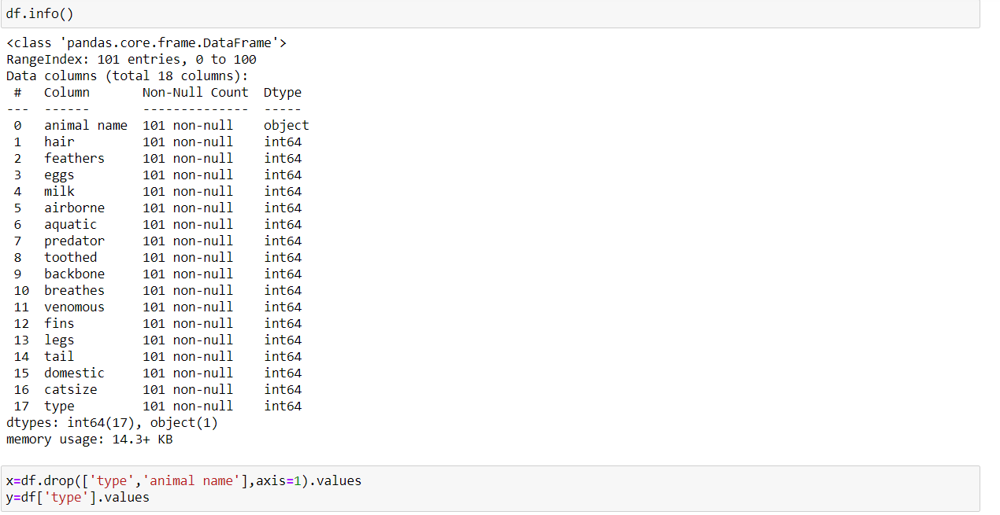 df.info()
<class 'pandas.core.frame.DataFrame'>
RangeIndex: 101 entries, 0 to 100
Data columns (total 18 columns):
 #   Column       Non-Null Count  Dtype
---  ------       --------------  -----
 0   animal name  101 non-null    object
 1   hair         101 non-null    int64
 2   feathers     101 non-null    int64
 3   eggs         101 non-null    int64
 4   milk         101 non-null    int64
 5   airborne     101 non-null    int64
 6   aquatic      101 non-null    int64
 7   predator     101 non-null    int64
 8   toothed      101 non-null    int64
 9   backbone     101 non-null    int64
 10  breathes     101 non-null    int64
 11  venomous     101 non-null    int64
 12  fins         101 non-null    int64
 13  legs         101 non-null    int64
 14  tail         101 non-null    int64
 15  domestic     101 non-null    int64
 16  catsize      101 non-null    int64
 17  type         101 non-null    int64
dtypes: int64(17), object(1)
memory usage: 14.3+ KB
x=df.drop(['type','animal name'],axis=1).values
y=df['type'].values